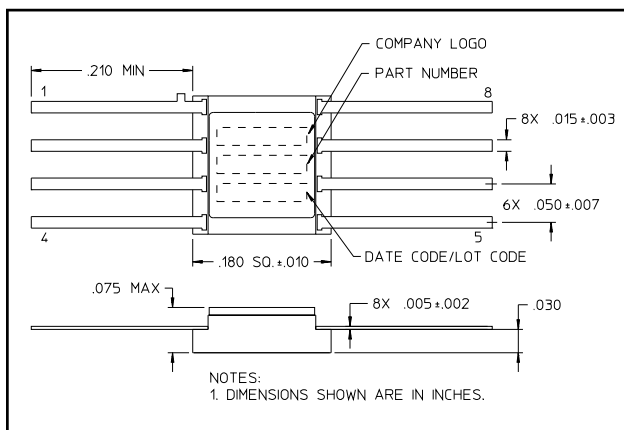 COMPANY LOGO
.210 MIN
PART NUMBER
1
8
8X .015±.003
6X .050±.007
4
5
.180 SQ.±.010
DATE CODE/LOT CODE
.075 MAX
8X .005±.002
.030
NOTES:
1. DIMENSIONS SHOWN ARE IN INCHES.